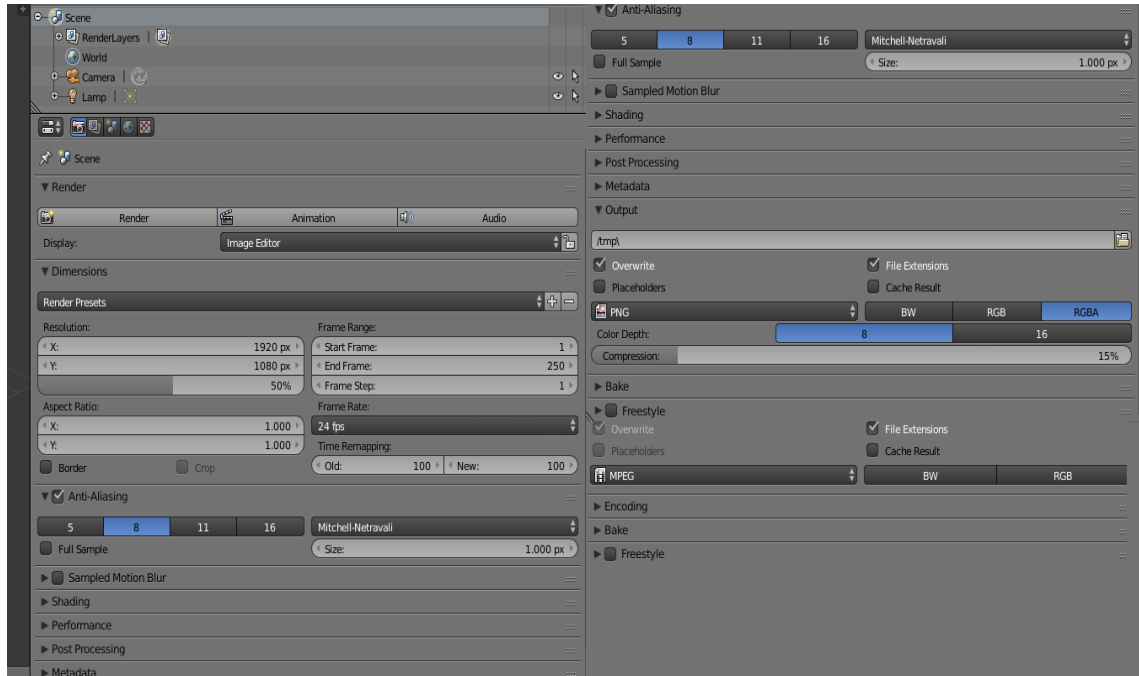 Scene
RenderLayers
World
Camera
Lamp
Scene
Render
Render Animation Audio
Display: Image Editor
Dimensions
Render Presets
Resolution: Frame Range:
X: 1920 px Start Frame: 1
Y: 1080 px End Frame: 250
50% Frame Step: 1
Aspect Ratio: Frame Rate:
X: 1.000 24 fps
Y: 1.000 Time Remapping:
Border Crop Old: 100 New: 100
Anti-Aliasing
5 8 11 16 Mitchell-Netravali
Full Sample Size: 1.000 px
Sampled Motion Blur
Shading
Performance
Post Processing
Metadata
Anti-Aliasing
5 8 11 16 Mitchell-Netravali
Full Sample Size: 1.000 px
Sampled Motion Blur
Shading
Performance
Post Processing
Metadata
Output
/tmp\
Overwrite File Extensions
Placeholders Cache Result
PNG BW RGB RGBA
Color Depth: 8 16
Compression: 15%
Bake
Freestyle
Overwrite File Extensions
Placeholders Cache Result
MPEG BW RGB
Encoding
Bake
Freestyle